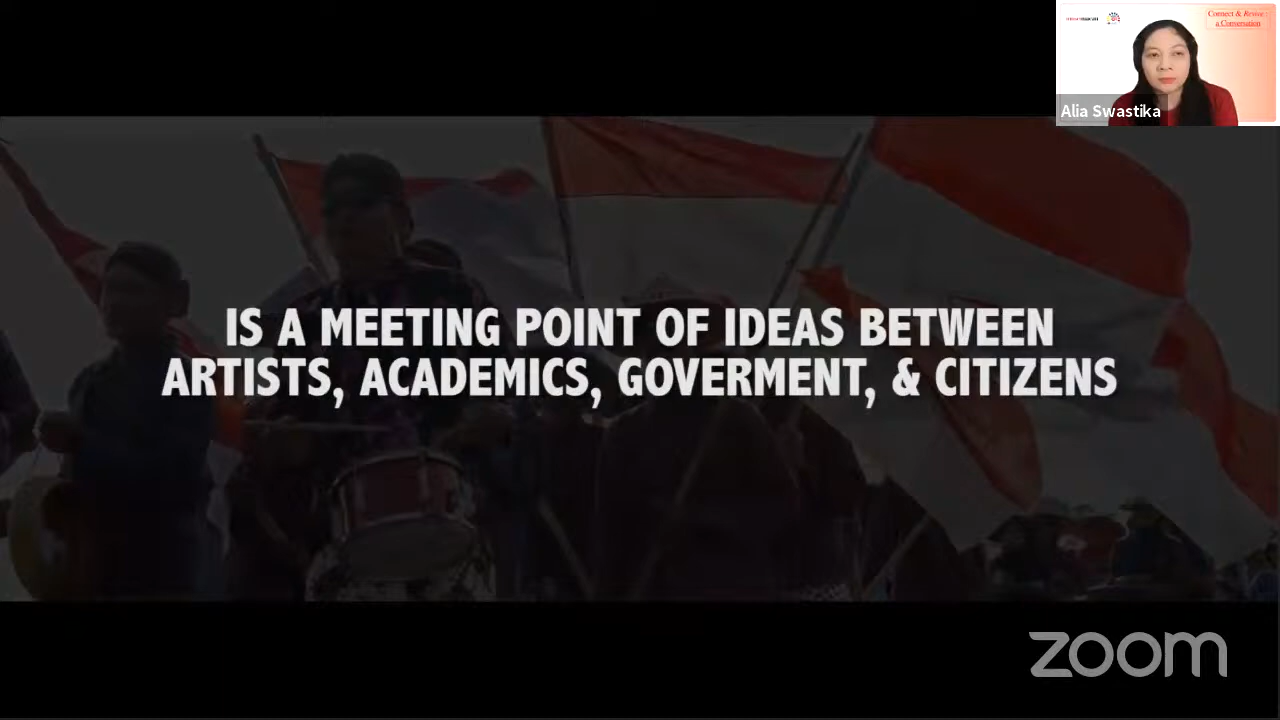 Connect & Revive :
a Conversation
Alia Swastika
IS A MEETING POINT OF IDEAS BETWEEN
ARTISTS, ACADEMICS, GOVERMENT, & CITIZENS
zoom